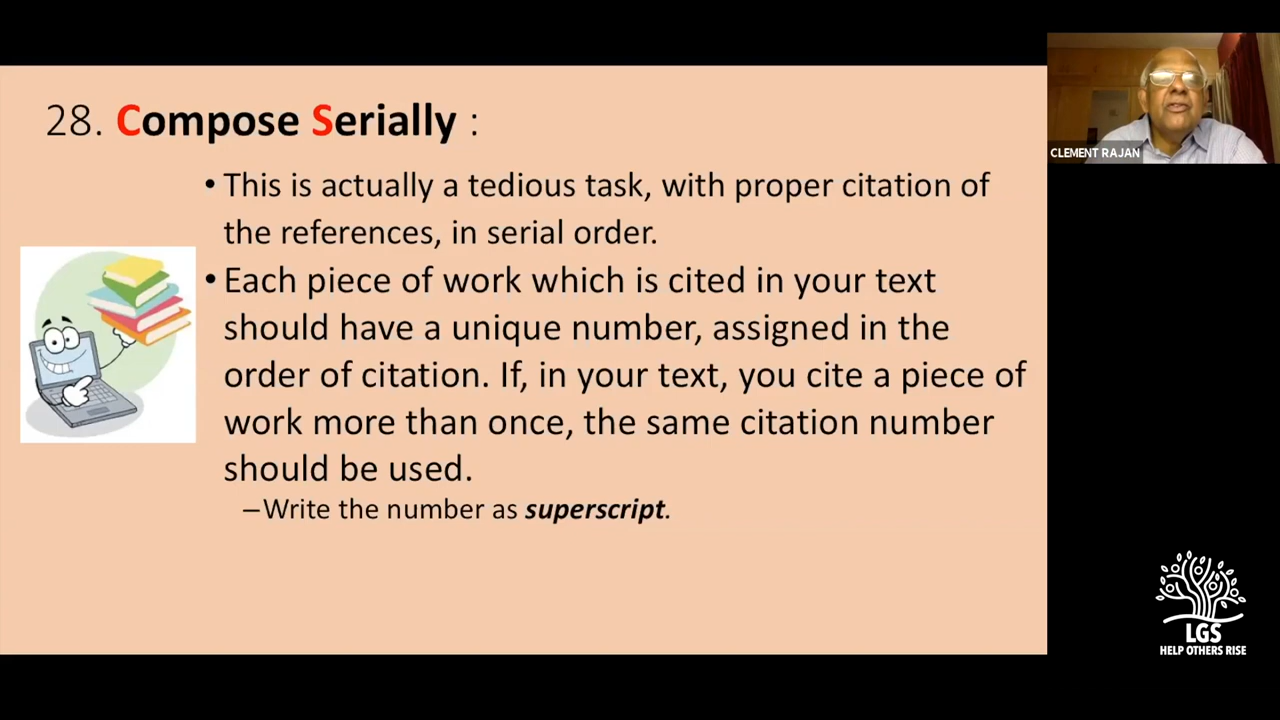 28. Compose Serially :
• This is actually a tedious task, with proper citation of
the references, in serial order.
• Each piece of work which is cited in your text
should have a unique number, assigned in the
order of citation. If, in your text, you cite a piece of
work more than once, the same citation number
should be used.
–Write the number as superscript.
CLEMENT RAJAN
LGS
HELP OTHERS RISE